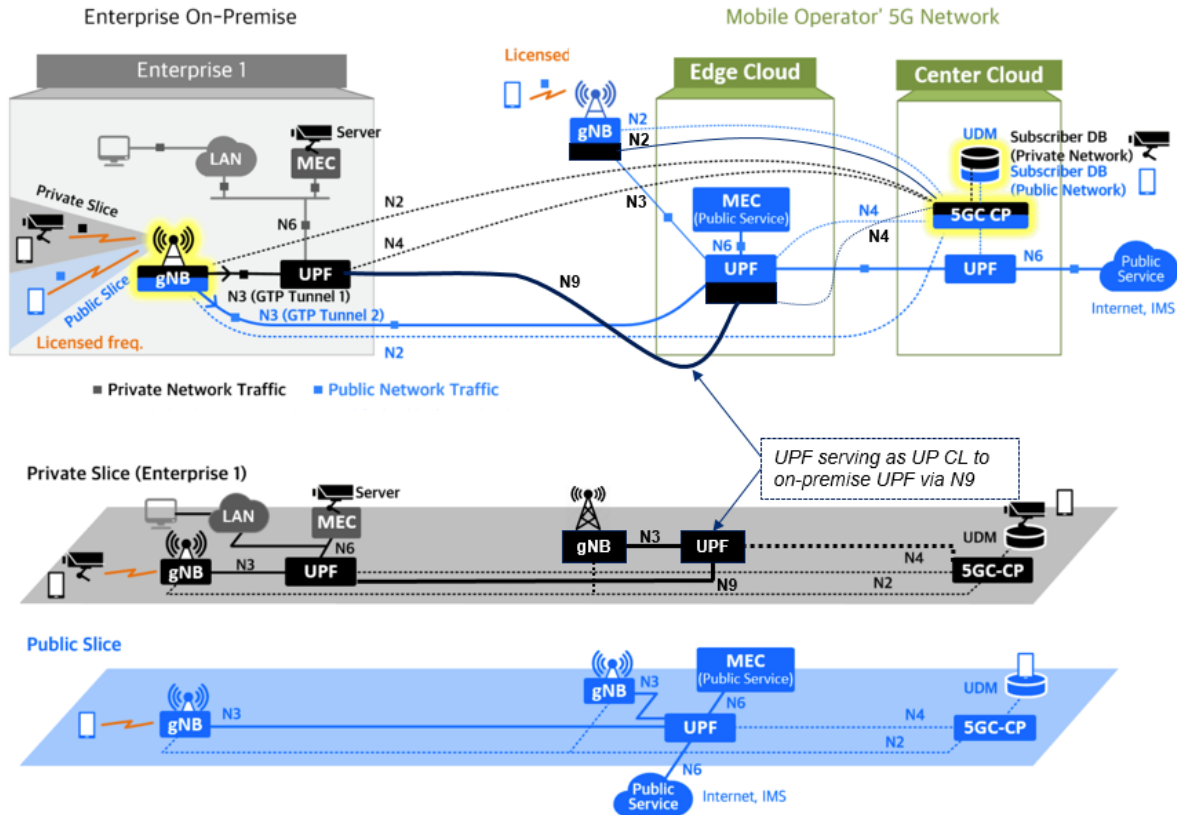 Enterprise On-Premise
Mobile Operator' 5G Network
Enterprise 1
Licensed
Edge Cloud
Center Cloud
Server
LAN
MEC
gNB
N2
N2
UDM
Subscriber DB
(Private Network)
Subscriber DB
(Public Network)
Private Slice
N6
N2
N3
MEC
(Public Service)
N4
N4
5GC CP
N4
N6
gNB
UPF
N9
UPF
UPF
N6
Public
Service
Public Slice
N3 (GTP Tunnel 1)
N3 (GTP Tunnel 2)
Internet, IMS
Licensed freq.
N2
Private Network Traffic
Public Network Traffic
UPF serving as UP CL to
on-premise UPF via N9
Private Slice (Enterprise 1)
Server
LAN
MEC
N6
gNB
N3
UPF
gNB
N3
UPF
N9
N4
N2
UDM
5GC-CP
Public Slice
gNB
N3
gNB
N3
MEC
(Public Service)
N6
UPF
N4
N2
UDM
5GC-CP
N6
Public
Service
Internet, IMS